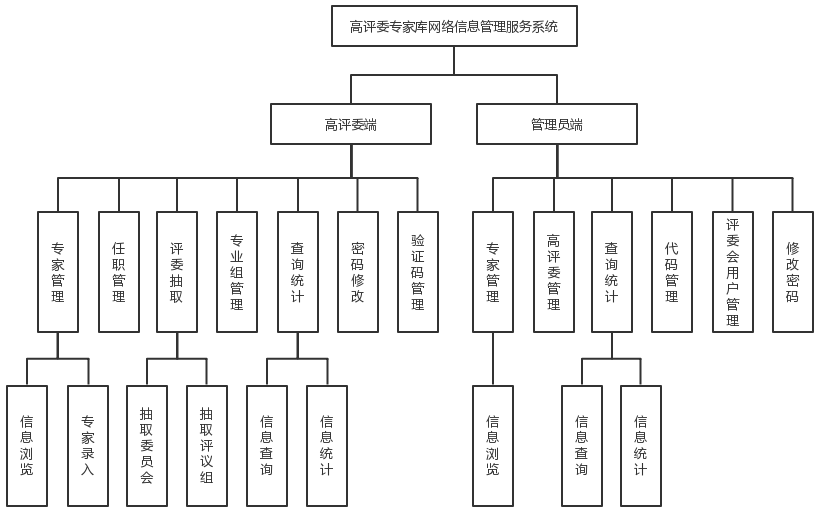 高评委专家库网络信息管理服务系统
高评委端
管理员端
专家管理
任职管理
评委抽取
专业组管理
查询统计
密码修改
验证码管理
专家管理
高评委管理
查询统计
代码管理
评委会用户管理
修改密码
信息浏览
专家录入
抽取委员会
抽取评议组
信息查询
信息统计
信息浏览
信息查询
信息统计